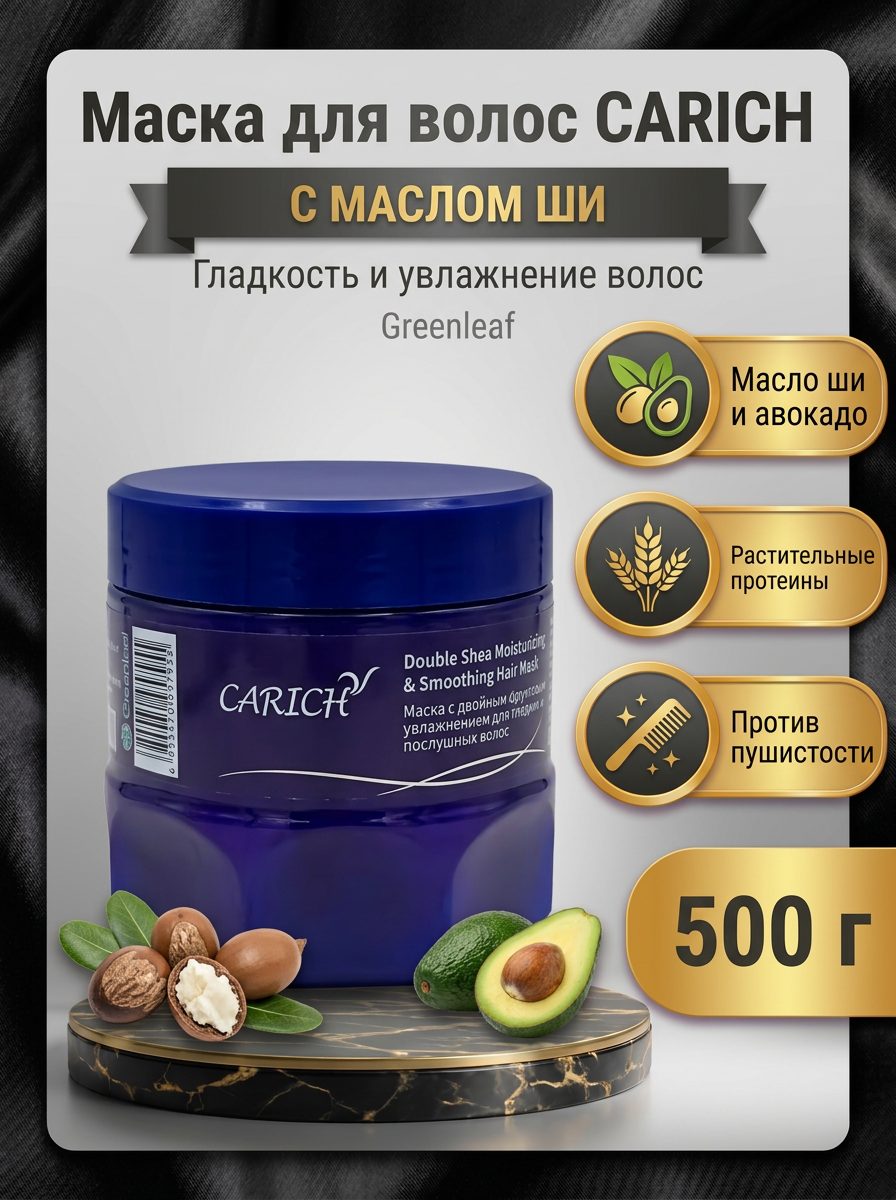 Маска для волос CARICH
С МАСЛОМ ШИ
Гладкость и увлажнение волос
Greenleaf
Масло ши
и авокадо
Растительные
протеины
Против
пушистости
500 г
Greenleaf
CARICH
Double Shea Moisturizing
& Smoothing Hair Mask
Маска с двойным
увлажнением для и
послушных волос